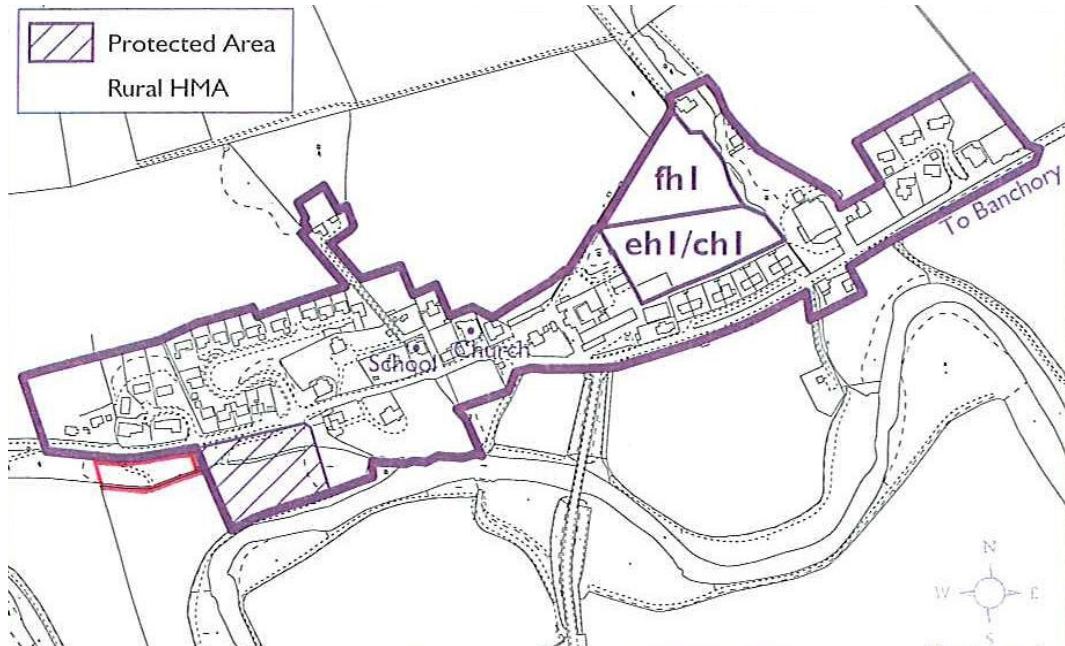 Protected Area
Rural HMA
fh1
eh1/ch1
To Banchory
School
Church
N
W
E
S